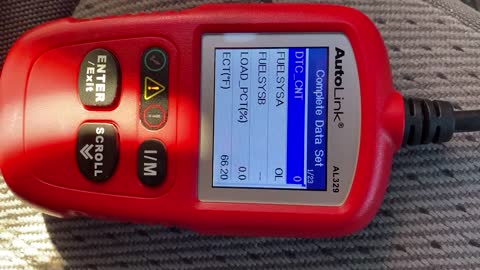 AutoLink®
AL329
Complete Data Set 1/23
DTC_CNT 0
FUELSYSA OL
FUELSYSB --
LOAD_PCT(%) 0.0
ECT(°F) 66.20
I/M
ENTER /Exit
SCROLL